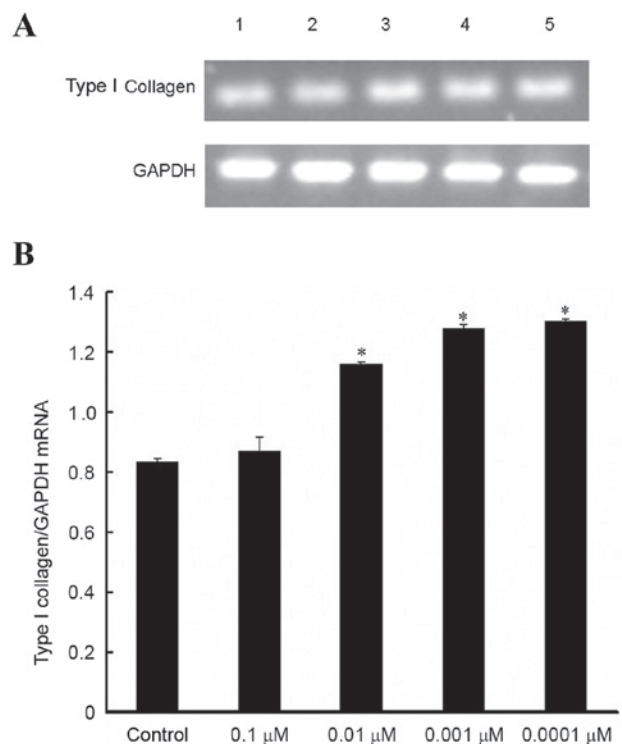 A
1 2 3 4 5
Type I Collagen
GAPDH
B
Type I collagen/GAPDH mRNA
1.4
1.2
1.0
0.8
0.6
0.4
0.2
0
* * *
Control 0.1 μM 0.01 μM 0.001 μM 0.0001 μM